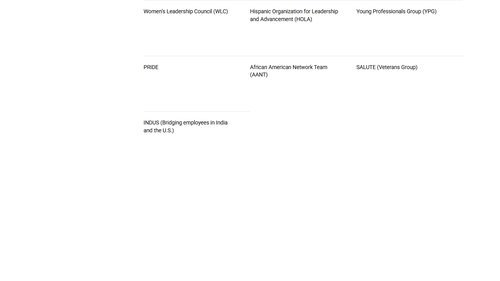 Women's Leadership Council (WLC)
Hispanic Organization for Leadership
and Advancement (HOLA)
Young Professionals Group (YPG)
PRIDE
African American Network Team
(AANT)
SALUTE (Veterans Group)
INDUS (Bridging employees in India
and the U.S.)